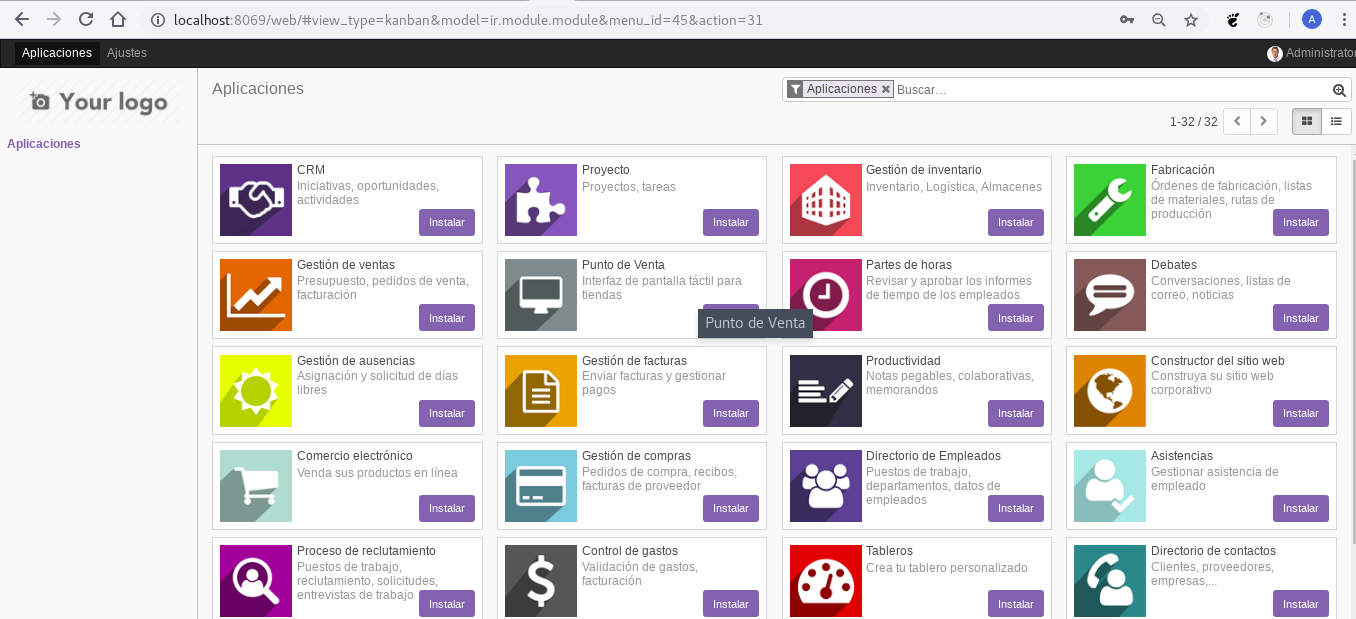 localhost:8069/web/#view_type=kanban&model=ir.module.module&menu_id=45&action=31
A
Aplicaciones Ajustes
Administrator
Your logo
Aplicaciones
Aplicaciones
Aplicaciones
Buscar...
1-32 / 32
CRM
Iniciativas, oportunidades,
actividades
Instalar
Proyecto
Proyectos, tareas
Instalar
Gestión de inventario
Inventario, Logística, Almacenes
Instalar
Fabricación
Órdenes de fabricación, listas
de materiales, rutas de
producción
Instalar
Gestión de ventas
Presupuesto, pedidos de venta,
facturación
Instalar
Punto de Venta
Interfaz de pantalla táctil para
tiendas
Punto de Venta
Partes de horas
Revisar y aprobar los informes
de tiempo de los empleados
Instalar
Debates
Conversaciones, listas de
correo, noticias
Instalar
Gestión de ausencias
Asignación y solicitud de días
libres
Instalar
Gestión de facturas
Enviar facturas y gestionar
pagos
Instalar
Productividad
Notas pegables, colaborativas,
memorandos
Instalar
Constructor del sitio web
Construya su sitio web
corporativo
Instalar
Comercio electrónico
Venda sus productos en línea
Instalar
Gestión de compras
Pedidos de compra, recibos,
facturas de proveedor
Instalar
Directorio de Empleados
Puestos de trabajo,
departamentos, datos de
empleados
Instalar
Asistencias
Gestionar asistencia de
empleado
Instalar
Proceso de reclutamiento
Puestos de trabajo,
reclutamiento, solicitudes,
entrevistas de trabajo
Instalar
Control de gastos
Validación de gastos,
facturación
Instalar
Tableros
Crea tu tablero personalizado
Instalar
Directorio de contactos
Clientes, proveedores,
empresas,...
Instalar